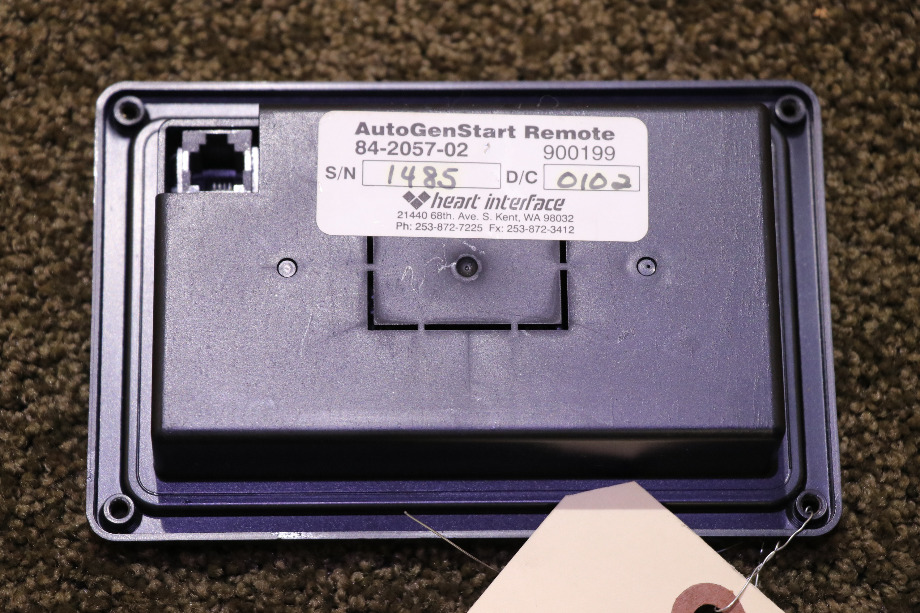 AutoGenStart Remote
84-2057-02 900199
S/N 1485 D/C 0102
heart interface
21440 68th. Ave. S. Kent, WA 98032
Ph: 253-872-7225 Fx: 253-872-3412